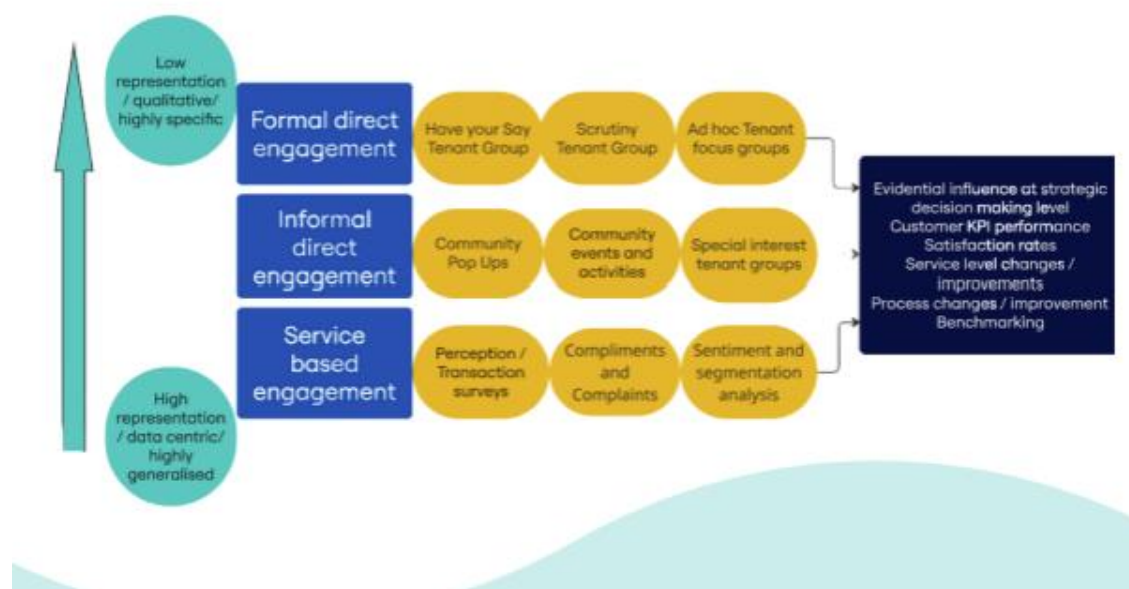 Low
representation
/ qualitative/
highly specific
Formal direct
engagement
Have your Say
Tenant Group
Scrutiny
Tenant Group
Ad hoc Tenant
focus groups
Informal
direct
engagement
Community
Pop Ups
Community
events and
activities
Special interest
tenant groups
Service
based
engagement
Perception /
Transaction
surveys
Compliments
and
Complaints
Sentiment and
segmentation
analysis
High
representation
/ data centric/
highly
generalised
Evidential influence at strategic
decision making level
Customer KPI performance
Satisfaction rates
Service level changes /
improvements
Process changes / improvement
Benchmarking